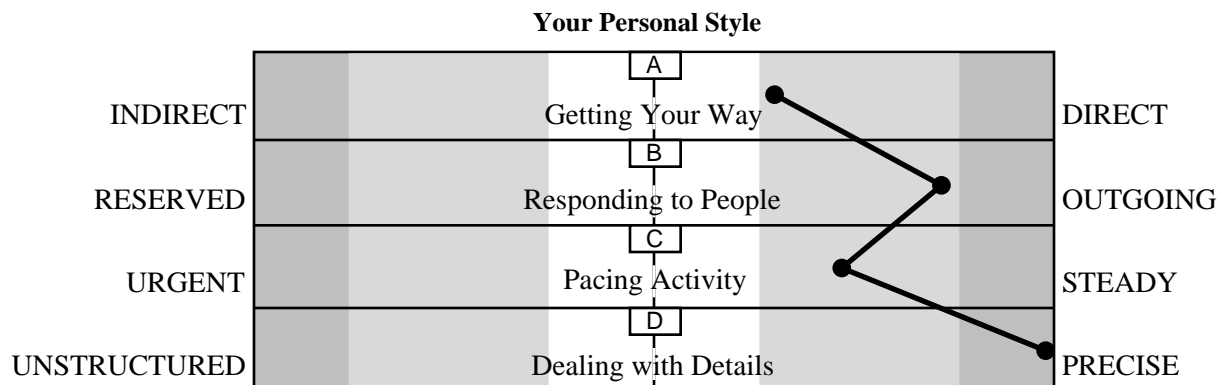 Your Personal Style
A
INDIRECT Getting Your Way DIRECT
B
RESERVED Responding to People OUTGOING
C
URGENT Pacing Activity STEADY
D
UNSTRUCTURED Dealing with Details PRECISE